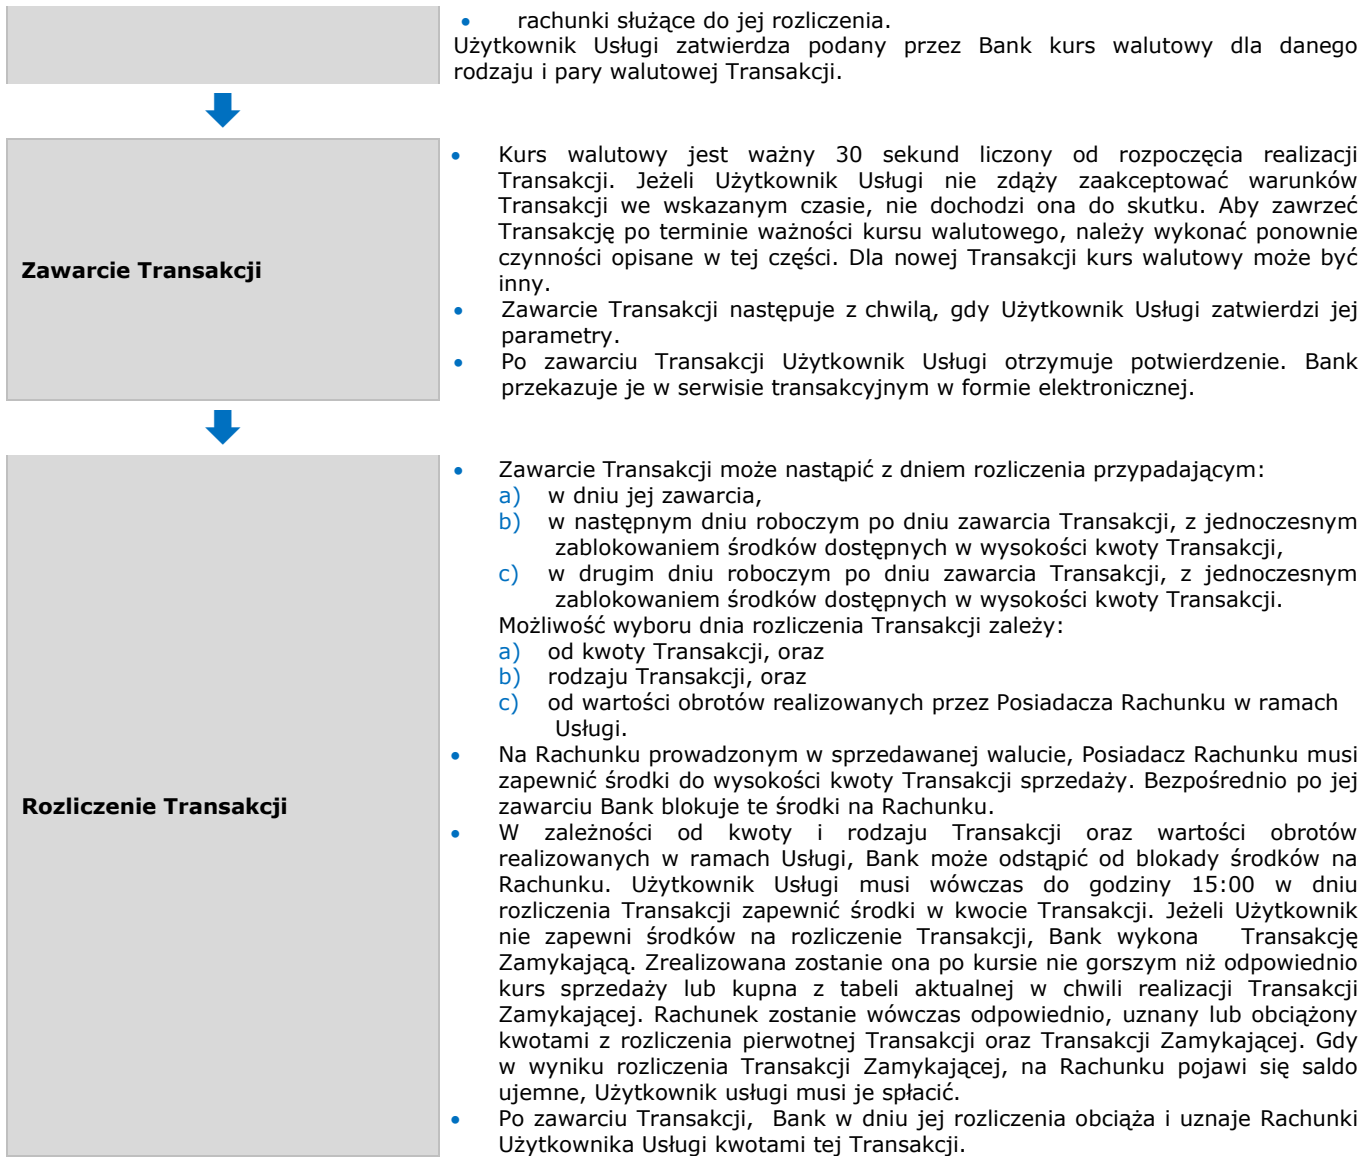 • rachunki służące do jej rozliczenia.
Użytkownik Usługi zatwierdza podany przez Bank kurs walutowy dla danego
rodzaju i pary walutowej Transakcji.
Zawarcie Transakcji
• Kurs walutowy jest ważny 30 sekund liczony od rozpoczęcia realizacji
Transakcji. Jeżeli Użytkownik Usługi nie zdąży zaakceptować warunków
Transakcji we wskazanym czasie, nie dochodzi ona do skutku. Aby zawrzeć
Transakcję po terminie ważności kursu walutowego, należy wykonać ponownie
czynności opisane w tej części. Dla nowej Transakcji kurs walutowy może być
inny.
• Zawarcie Transakcji następuje z chwilą, gdy Użytkownik Usługi zatwierdzi jej
parametry.
• Po zawarciu Transakcji Użytkownik Usługi otrzymuje potwierdzenie. Bank
przekazuje je w serwisie transakcyjnym w formie elektronicznej.
Rozliczenie Transakcji
• Zawarcie Transakcji może nastąpić z dniem rozliczenia przypadającym:
a) w dniu jej zawarcia,
b) w następnym dniu roboczym po dniu zawarcia Transakcji, z jednoczesnym
zablokowaniem środków dostępnych w wysokości kwoty Transakcji,
c) w drugim dniu roboczym po dniu zawarcia Transakcji, z jednoczesnym
zablokowaniem środków dostępnych w wysokości kwoty Transakcji.
Możliwość wyboru dnia rozliczenia Transakcji zależy:
a) od kwoty Transakcji, oraz
b) rodzaju Transakcji, oraz
c) od wartości obrotów realizowanych przez Posiadacza Rachunku w ramach
Usługi.
• Na Rachunku prowadzonym w sprzedawanej walucie, Posiadacz Rachunku musi
zapewnić środki do wysokości kwoty Transakcji sprzedaży. Bezpośrednio po jej
zawarciu Bank blokuje te środki na Rachunku.
• W zależności od kwoty i rodzaju Transakcji oraz wartości obrotów
realizowanych w ramach Usługi, Bank może odstąpić od blokady środków na
Rachunku. Użytkownik Usługi musi wówczas do godziny 15:00 w dniu
rozliczenia Transakcji zapewnić środki w kwocie Transakcji. Jeżeli Użytkownik
nie zapewni środków na rozliczenie Transakcji, Bank wykona Transakcję
Zamykającą. Zrealizowana zostanie ona po kursie nie gorszym niż odpowiednio
kurs sprzedaży lub kupna z tabeli aktualnej w chwili realizacji Transakcji
Zamykającej. Rachunek zostanie wówczas odpowiednio, uznany lub obciążony
kwotami z rozliczenia pierwotnej Transakcji oraz Transakcji Zamykającej. Gdy
w wyniku rozliczenia Transakcji Zamykającej, na Rachunku pojawi się saldo
ujemne, Użytkownik usługi musi je spłacić.
• Po zawarciu Transakcji, Bank w dniu jej rozliczenia obciąża i uznaje Rachunki
Użytkownika Usługi kwotami tej Transakcji.